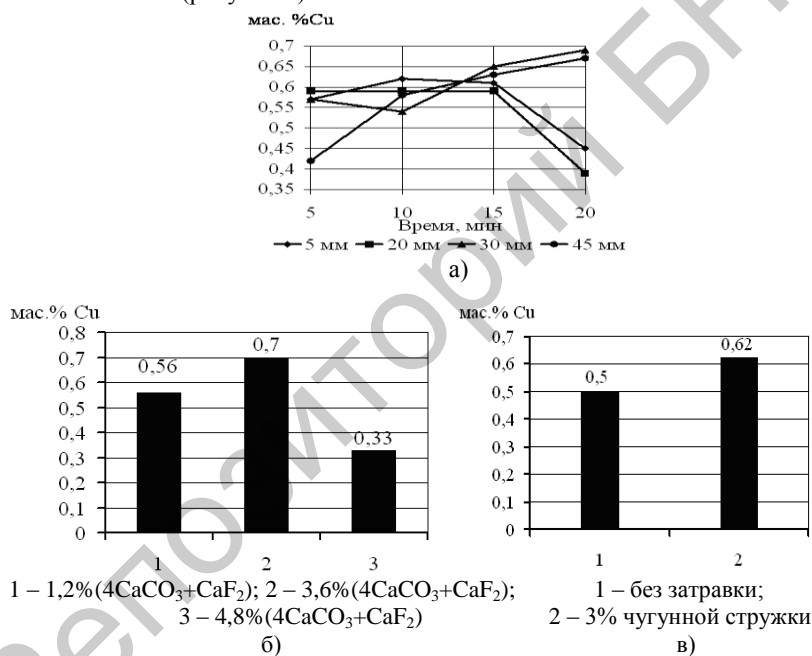 мас. %Cu
0,7
0,65
0,6
0,55
0,5
0,45
0,4
0,35
5 10 15 20
Время, мин
5 мм 20 мм 30 мм 45 мм
а)
мас.% Cu
0,8
0,7
0,6
0,5
0,4
0,3
0,2
0,1
0
0,56
0,7
0,33
1 2 3
1 – 1,2%(4CaCO₃+CaF₂); 2 – 3,6%(4CaCO₃+CaF₂);
3 – 4,8%(4CaCO₃+CaF₂)
б)
мас.% Cu
0,7
0,6
0,5
0,4
0,3
0,2
0,1
0
0,5
0,62
1 2
1 – без затравки;
2 – 3% чугунной стружки
в)
Репозиторий